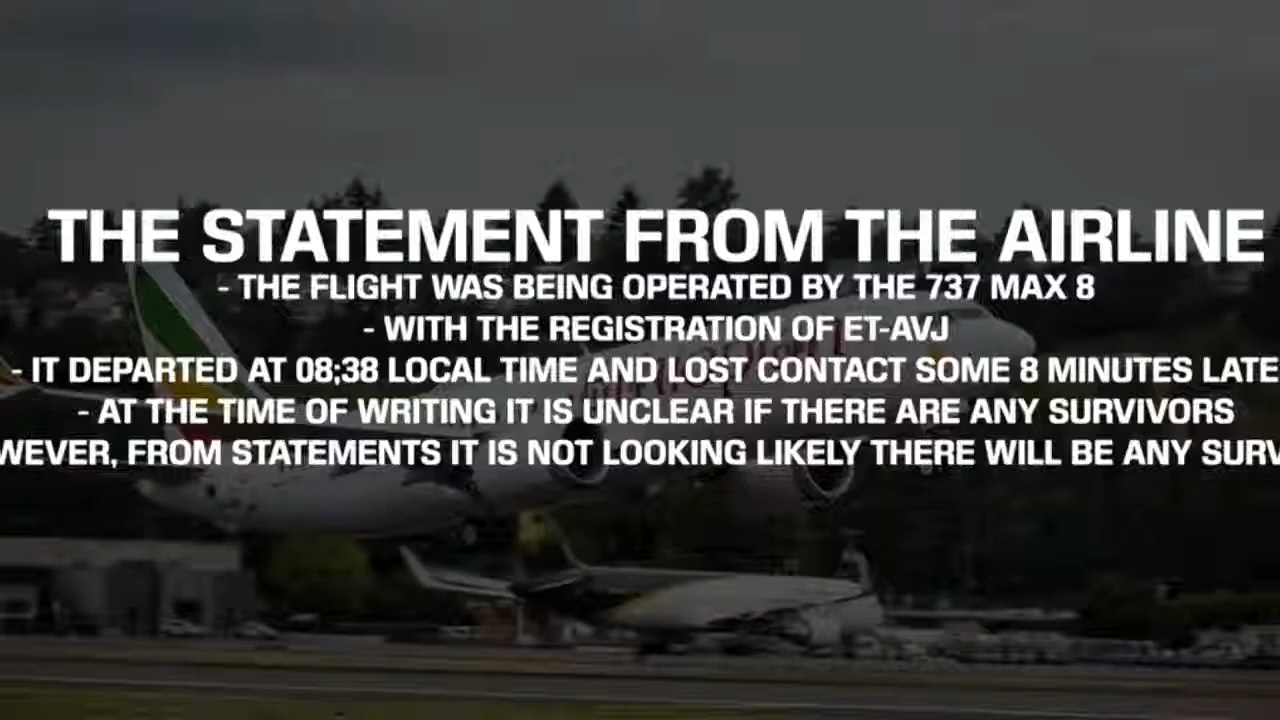 THE STATEMENT FROM THE AIRLINE
- THE FLIGHT WAS BEING OPERATED BY THE 737 MAX 8
- WITH THE REGISTRATION OF ET-AVJ
- IT DEPARTED AT 08;38 LOCAL TIME AND LOST CONTACT SOME 8 MINUTES LATE
- AT THE TIME OF WRITING IT IS UNCLEAR IF THERE ARE ANY SURVIVORS
WEVER, FROM STATEMENTS IT IS NOT LOOKING LIKELY THERE WILL BE ANY SURV